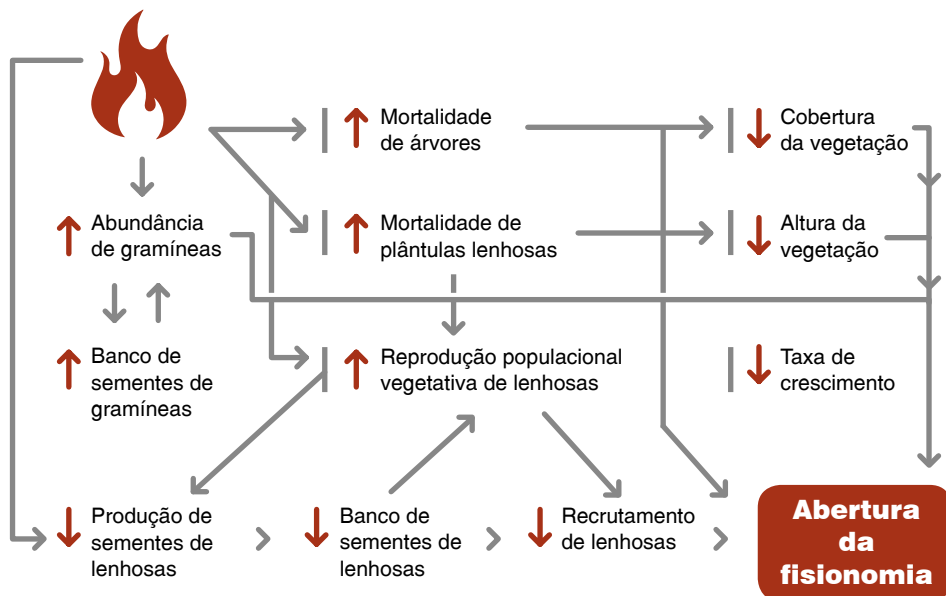 Mortalidade
de árvores
Cobertura
da vegetação
Abundância
de gramíneas
Mortalidade de
plântulas lenhosas
Altura da
vegetação
Banco de
sementes de
gramíneas
Reprodução populacional
vegetativa de lenhosas
Taxa de
crescimento
Produção de
sementes de
lenhosas
Banco de
sementes de
lenhosas
Recrutamento
de lenhosas
Abertura
da
fisionomia